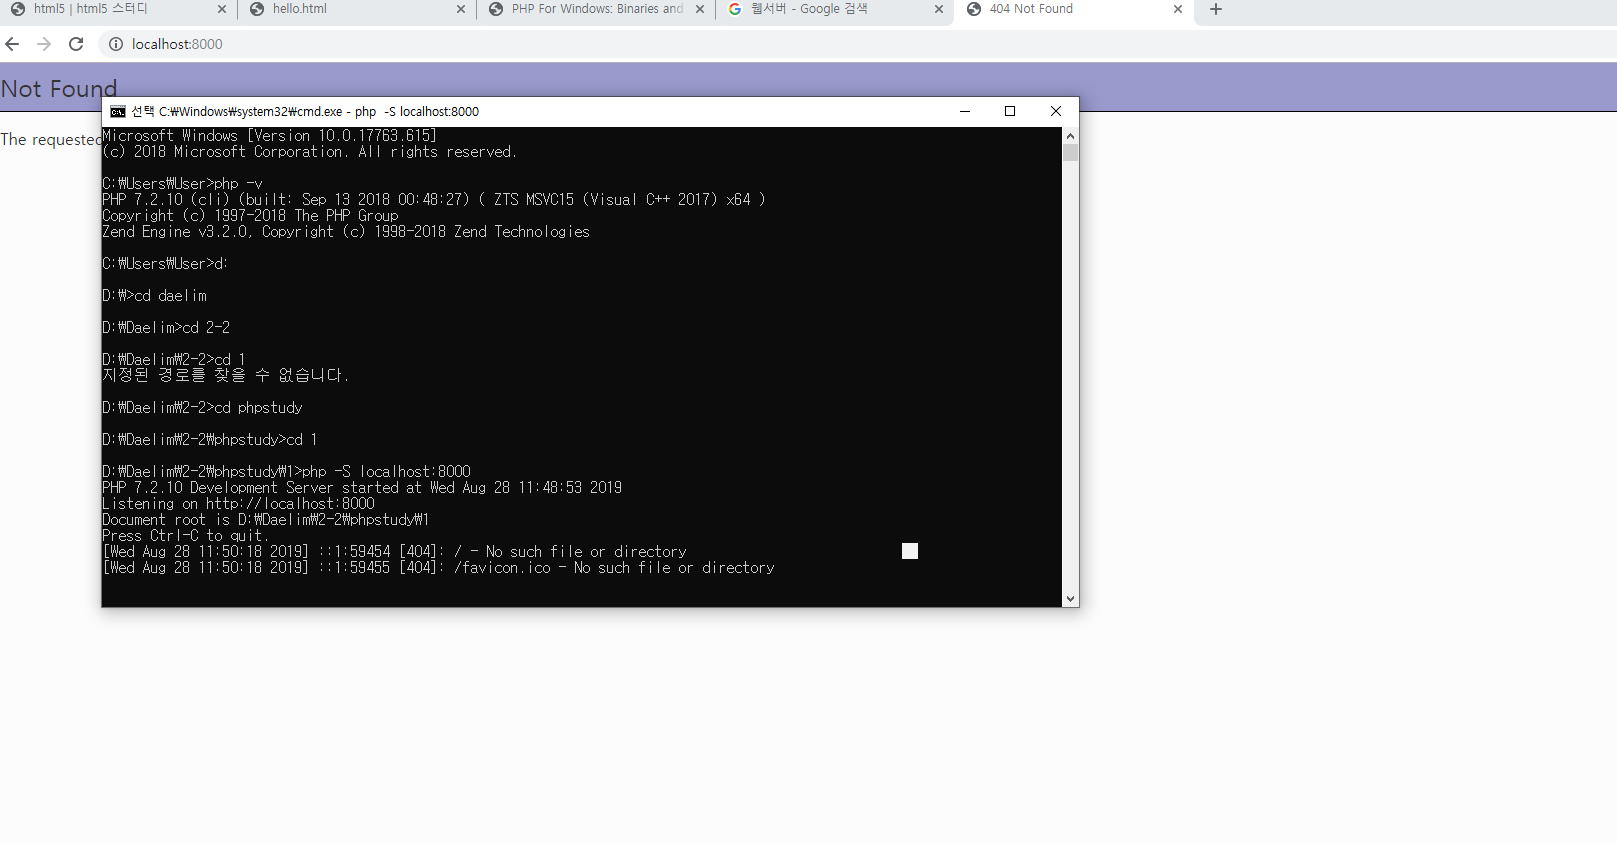 html5 | html5 스터디
hello.html
PHP For Windows: Binaries and
웹서버 - Google 검색
404 Not Found
localhost:8000
Not Found
The requested
선택 C:₩Windows₩system32₩cmd.exe - php  -S localhost:8000
Microsoft Windows [Version 10.0.17763.615]
(c) 2018 Microsoft Corporation. All rights reserved.
C:₩Users₩User>php -v
PHP 7.2.10 (cli) (built: Sep 13 2018 00:48:27) ( ZTS MSVC15 (Visual C++ 2017) x64 )
Copyright (c) 1997-2018 The PHP Group
Zend Engine v3.2.0, Copyright (c) 1998-2018 Zend Technologies
C:₩Users₩User>d:
D:₩>cd daelim
D:₩Daelim>cd 2-2
D:₩Daelim₩2-2>cd 1
지정된 경로를 찾을 수 없습니다.
D:₩Daelim₩2-2>cd phpstudy
D:₩Daelim₩2-2₩phpstudy>cd 1
D:₩Daelim₩2-2₩phpstudy₩1>php -S localhost:8000
PHP 7.2.10 Development Server started at Wed Aug 28 11:48:53 2019
Listening on http://localhost:8000
Document root is D:₩Daelim₩2-2₩phpstudy₩1
Press Ctrl-C to quit.
[Wed Aug 28 11:50:18 2019] ::1:59454 [404]: / - No such file or directory
[Wed Aug 28 11:50:18 2019] ::1:59455 [404]: /favicon.ico - No such file or directory